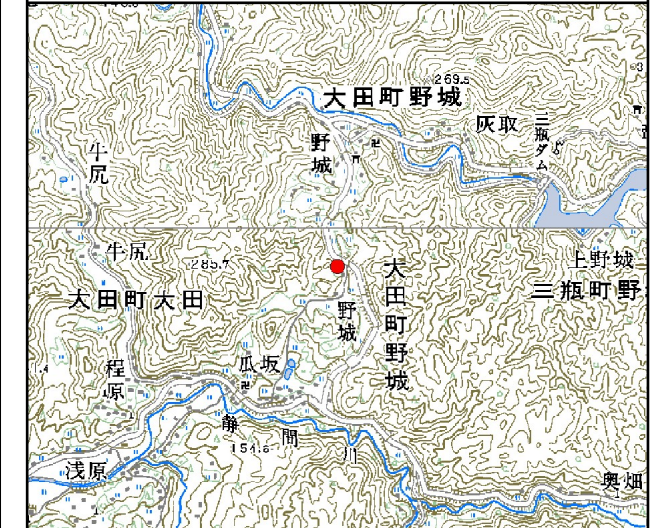 269.5
大田町野城
灰取
三瓶ダム
野城
牛尻
牛尻
285.7
大田町大田
大田町野城
上野城
三瓶町野
野城
瓜坂
程原
静間川
154.6
浅原
奥畑